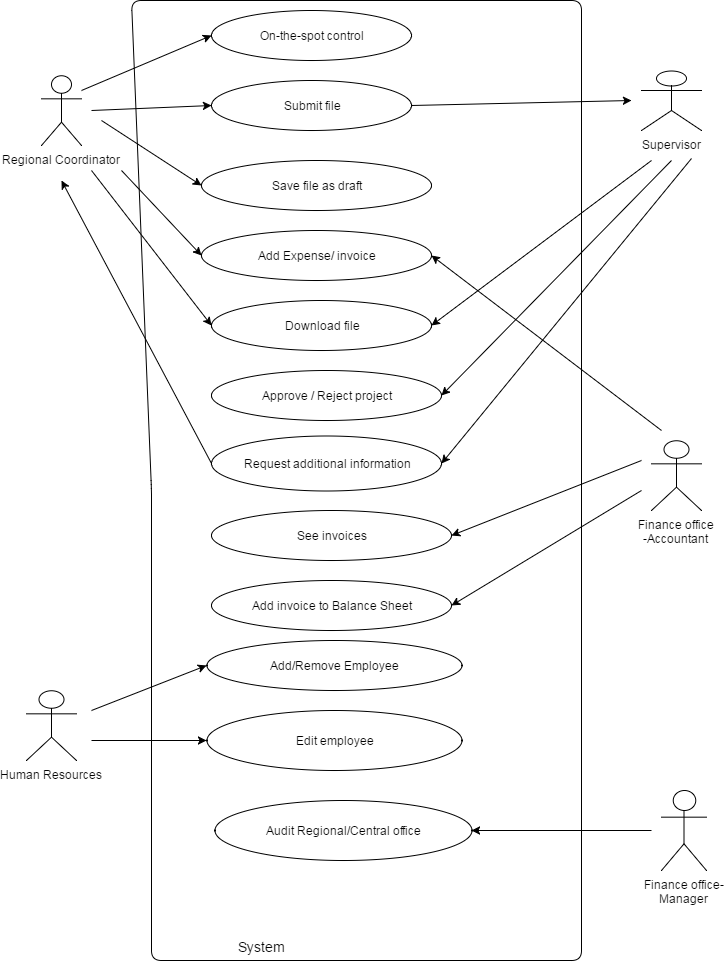 On-the-spot control
Submit file
Supervisor
Regional Coordinator
Save file as draft
Add Expense/ invoice
Download file
Approve / Reject project
Request additional information
Finance office
-Accountant
See invoices
Add invoice to Balance Sheet
Add/Remove Employee
Edit employee
Human Resources
Audit Regional/Central office
Finance office-
Manager
System